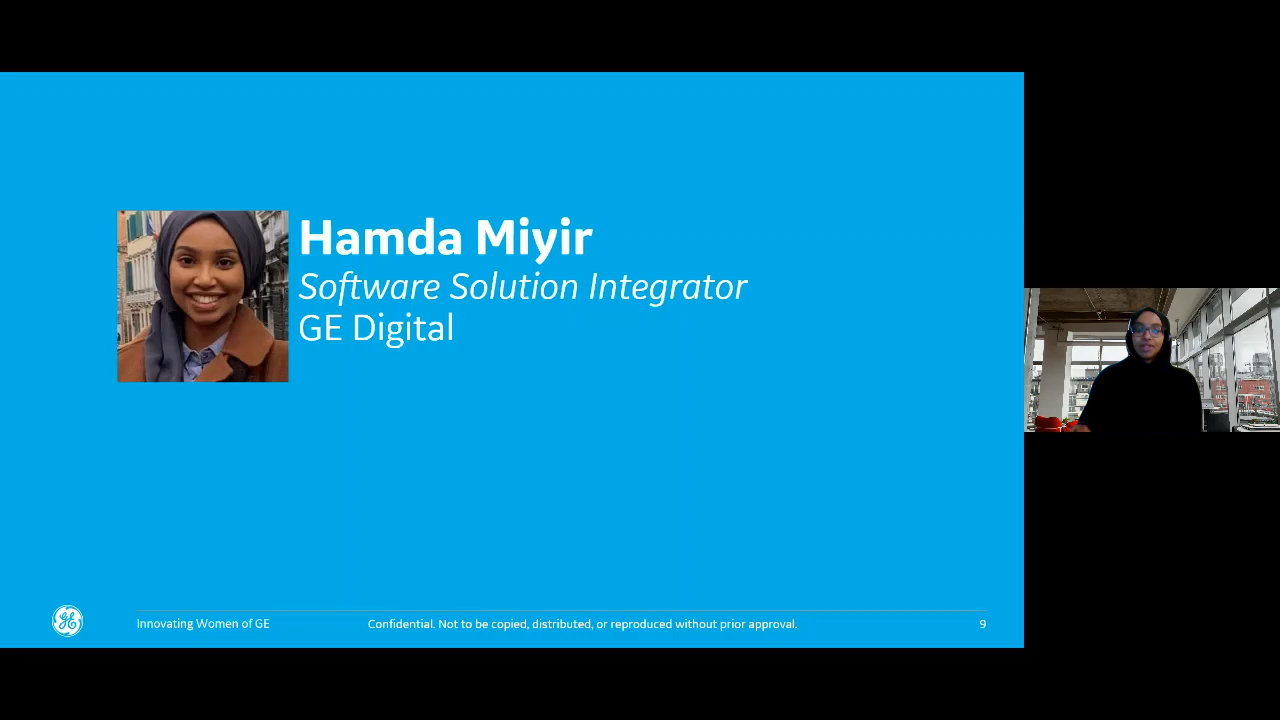 Hamda Miyir
Software Solution Integrator
GE Digital
GE
Innovating Women of GE
Confidential. Not to be copied, distributed, or reproduced without prior approval.
9